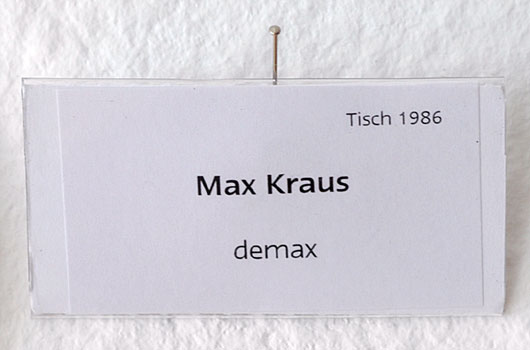 Tisch 1986
Max Kraus
demax